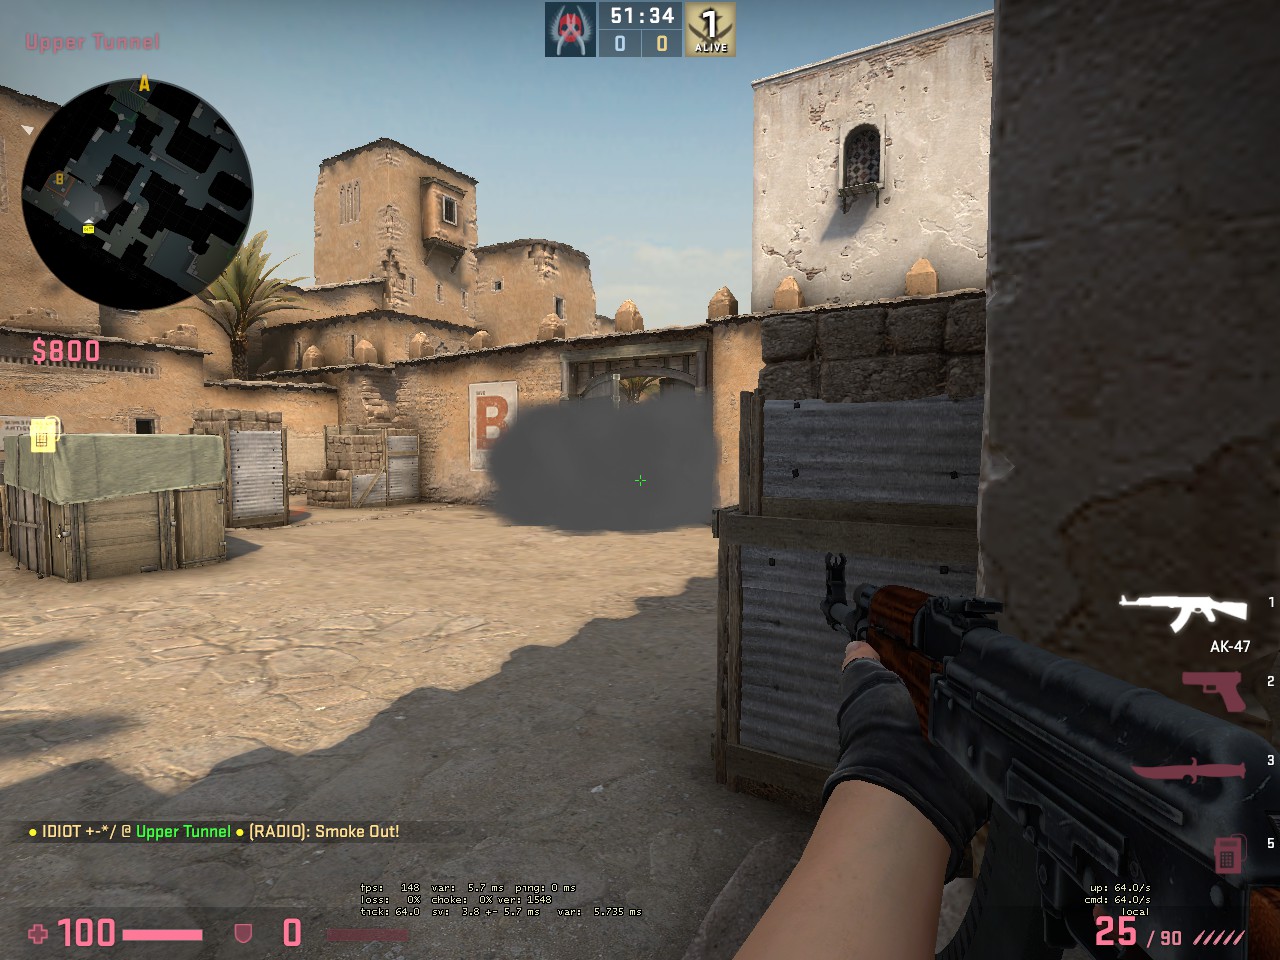 Upper Tunnel
51:34
0 0
1
ALIVE
A
B
$800
B
AK-47
1
2
3
5
● IDIOT +-*/ @ Upper Tunnel ● (RADIO): Smoke Out!
fps: 148 var: 5.7 ms ping: 0 ms
loss: 0% choke: 0% ver: 1548
tick: 64.0 sv: 3.8 +- 5.7 ms var: 5.735 ms
up: 64.0/s
cmd: 64.0/s
local
100
0
25 / 90